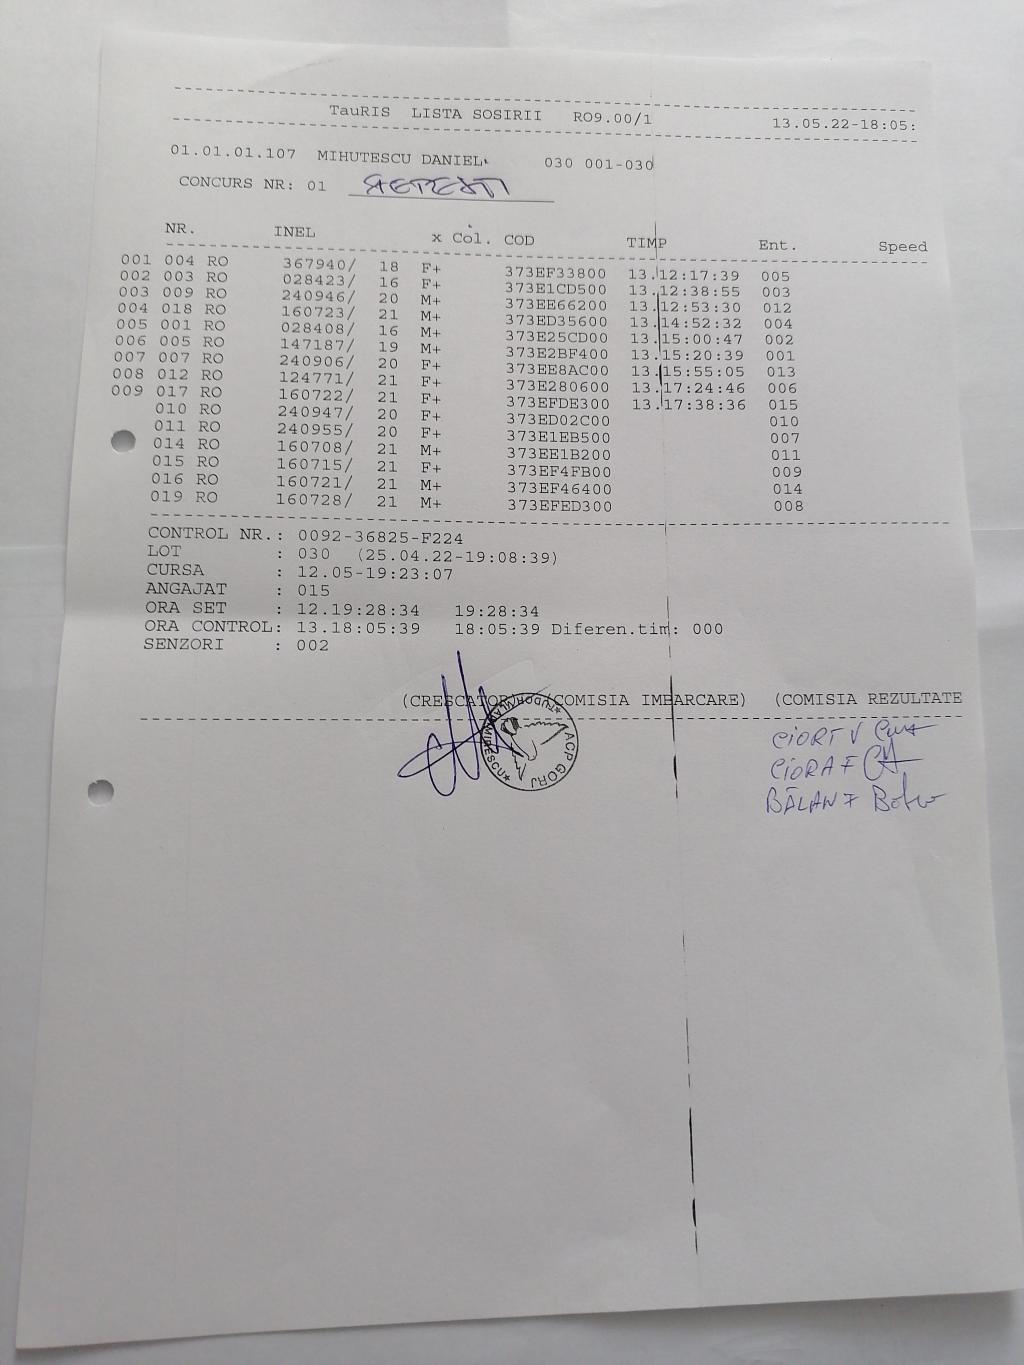 TauRIS LISTA SOSIRII RO9.00/1 13.05.22-18:05:
01.01.01.107 MIHUTESCU DANIEL 030 001-030
CONCURS NR: 01
NR. INEL x Col. COD TIMP Ent. Speed
001 004 RO 367940/ 18 F+ 373EF33800 13.12:17:39 005
002 003 RO 028423/ 16 F+ 373E1CD500 13.12:38:55 003
003 009 RO 240946/ 20 M+ 373EE66200 13.12:53:30 012
004 018 RO 160723/ 21 M+ 373ED35600 13.14:52:32 004
005 001 RO 028408/ 16 M+ 373E25CD00 13.15:00:47 002
006 005 RO 147187/ 19 M+ 373E2BF400 13.15:20:39 001
007 007 RO 240906/ 20 F+ 373EE8AC00 13.15:55:05 013
008 012 RO 124771/ 21 F+ 373E280600 13.17:24:46 006
009 017 RO 160722/ 21 F+ 373EFDE300 13.17:38:36 015
010 RO 240947/ 20 F+ 373ED02C00 010
011 RO 240955/ 20 F+ 373E1EB500 007
014 RO 160708/ 21 M+ 373EE1B200 011
015 RO 160715/ 21 F+ 373EF4FB00 009
016 RO 160721/ 21 M+ 373EF46400 014
019 RO 160728/ 21 M+ 373EFED300 008
CONTROL NR.: 0092-36825-F224
LOT : 030 (25.04.22-19:08:39)
CURSA : 12.05-19:23:07
ANGAJAT : 015
ORA SET : 12.19:28:34 19:28:34
ORA CONTROL: 13.18:05:39 18:05:39 Diferen.tim: 000
SENZORI : 002
(CRESCATOR) (COMISIA IMBARCARE) (COMISIA REZULTATE
ACP GORJ
*TUDOR VLADIMIRESCU*
CIORT V
CIORA F
BĂLAN F